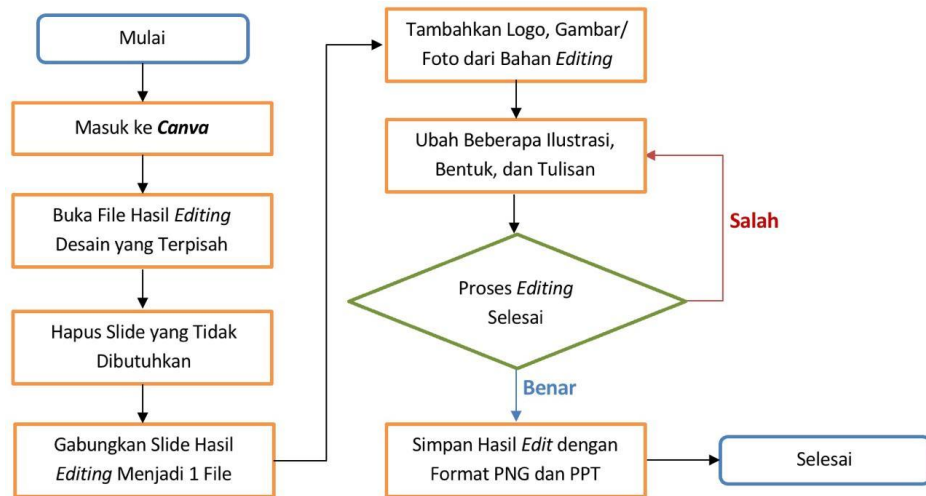 Mulai
Masuk ke Canva
Buka File Hasil Editing
Desain yang Terpisah
Hapus Slide yang Tidak
Dibutuhkan
Gabungkan Slide Hasil
Editing Menjadi 1 File
Tambahkan Logo, Gambar/
Foto dari Bahan Editing
Ubah Beberapa Ilustrasi,
Bentuk, dan Tulisan
Salah
Proses Editing
Selesai
Benar
Simpan Hasil Edit dengan
Format PNG dan PPT
Selesai